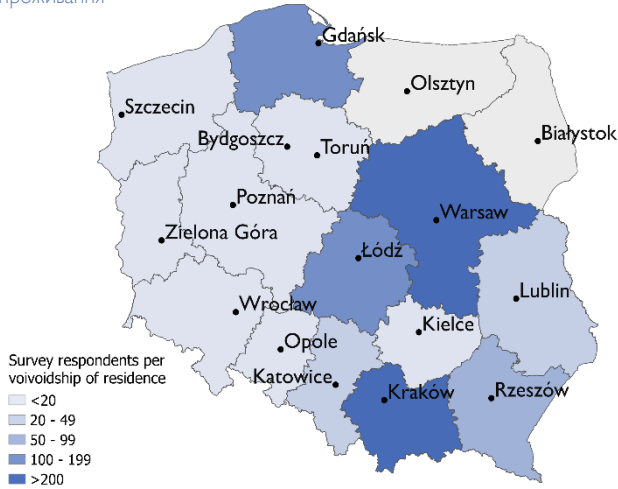 проживання
Gdańsk
Olsztyn
Szczecin
Białystok
Bydgoszcz
Toruń
Poznań
Warsaw
Zielona Góra
Łódź
Lublin
Wrocław
Kielce
Opole
Katowice
Kraków
Rzeszów
Survey respondents per
voivoidship of residence
<20
20 - 49
50 - 99
100 - 199
>200